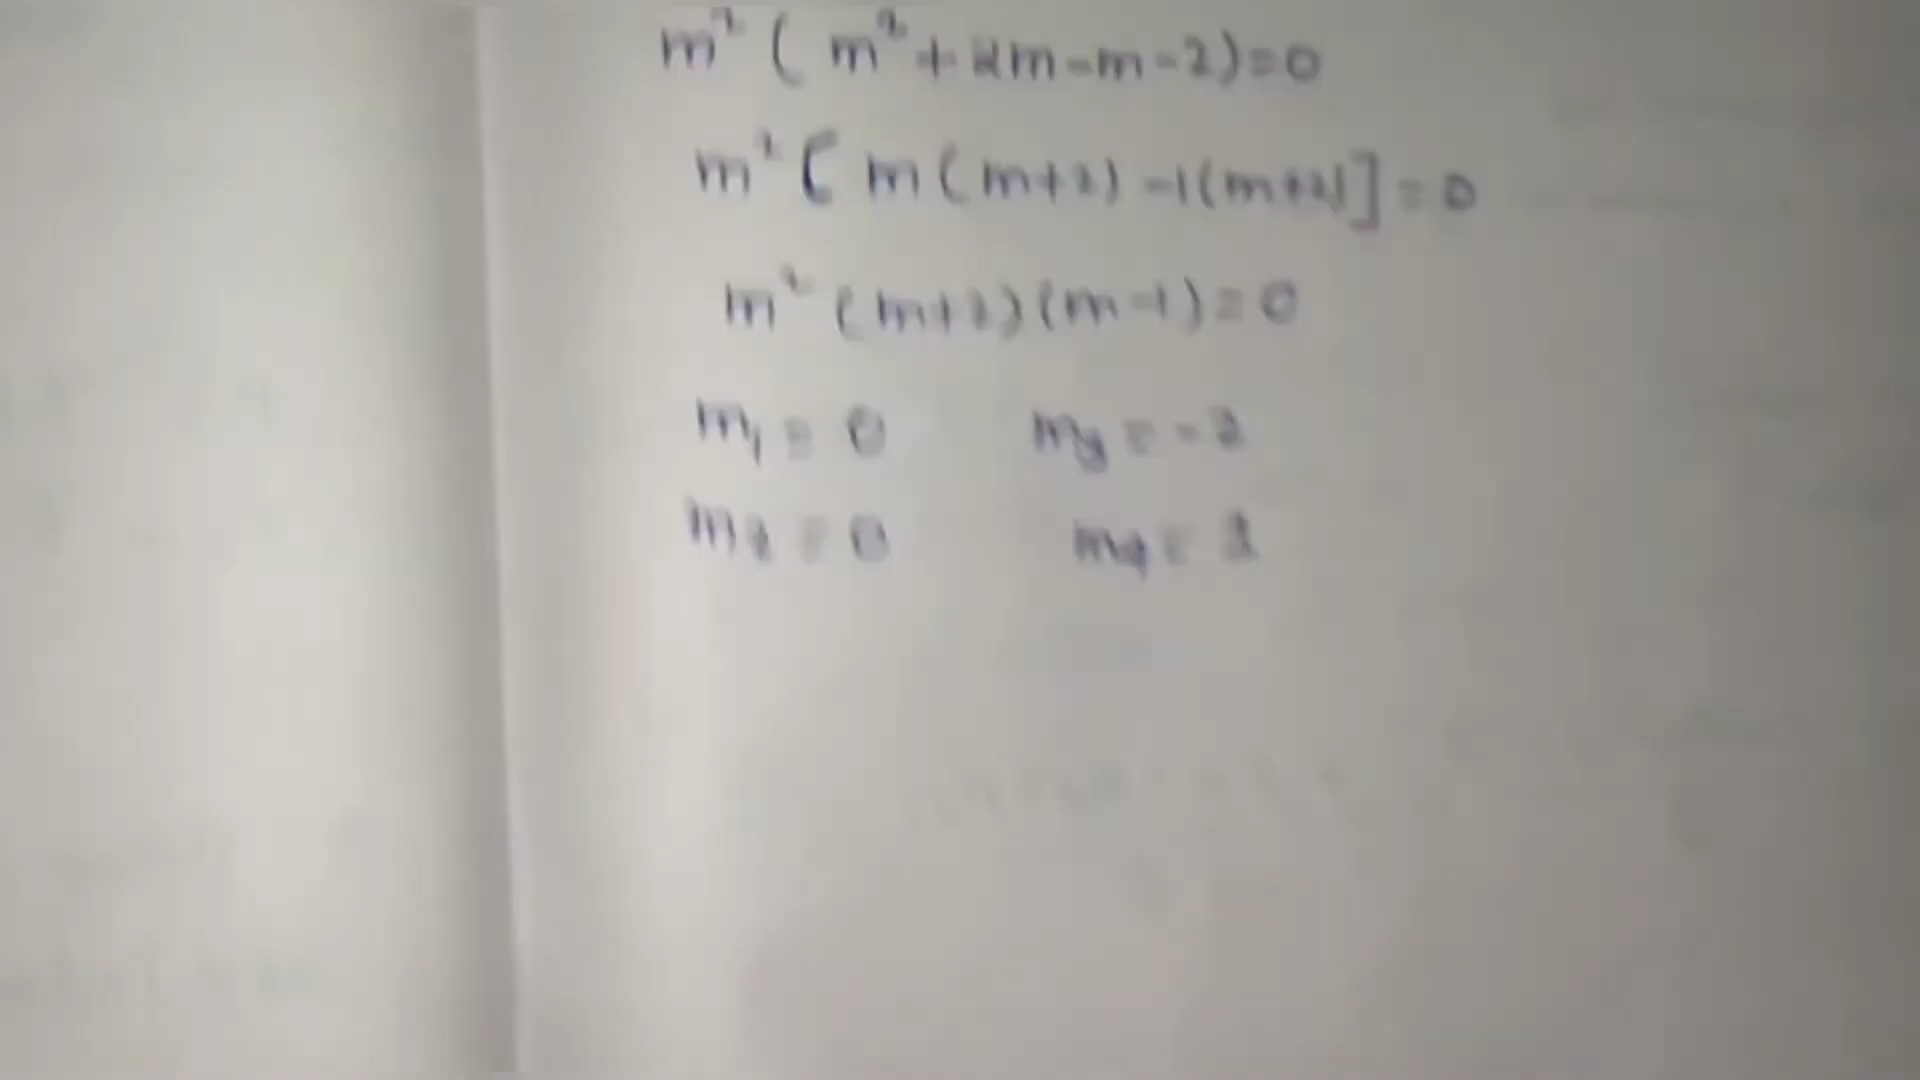 m² ( m² + 2m - m - 2) = 0
m² [ m ( m+2) -1(m+2] = 0
m² (m+2)(m-1) = 0
m₁ = 0 m₃ = -2
m₂ = 0 m₄ = 1